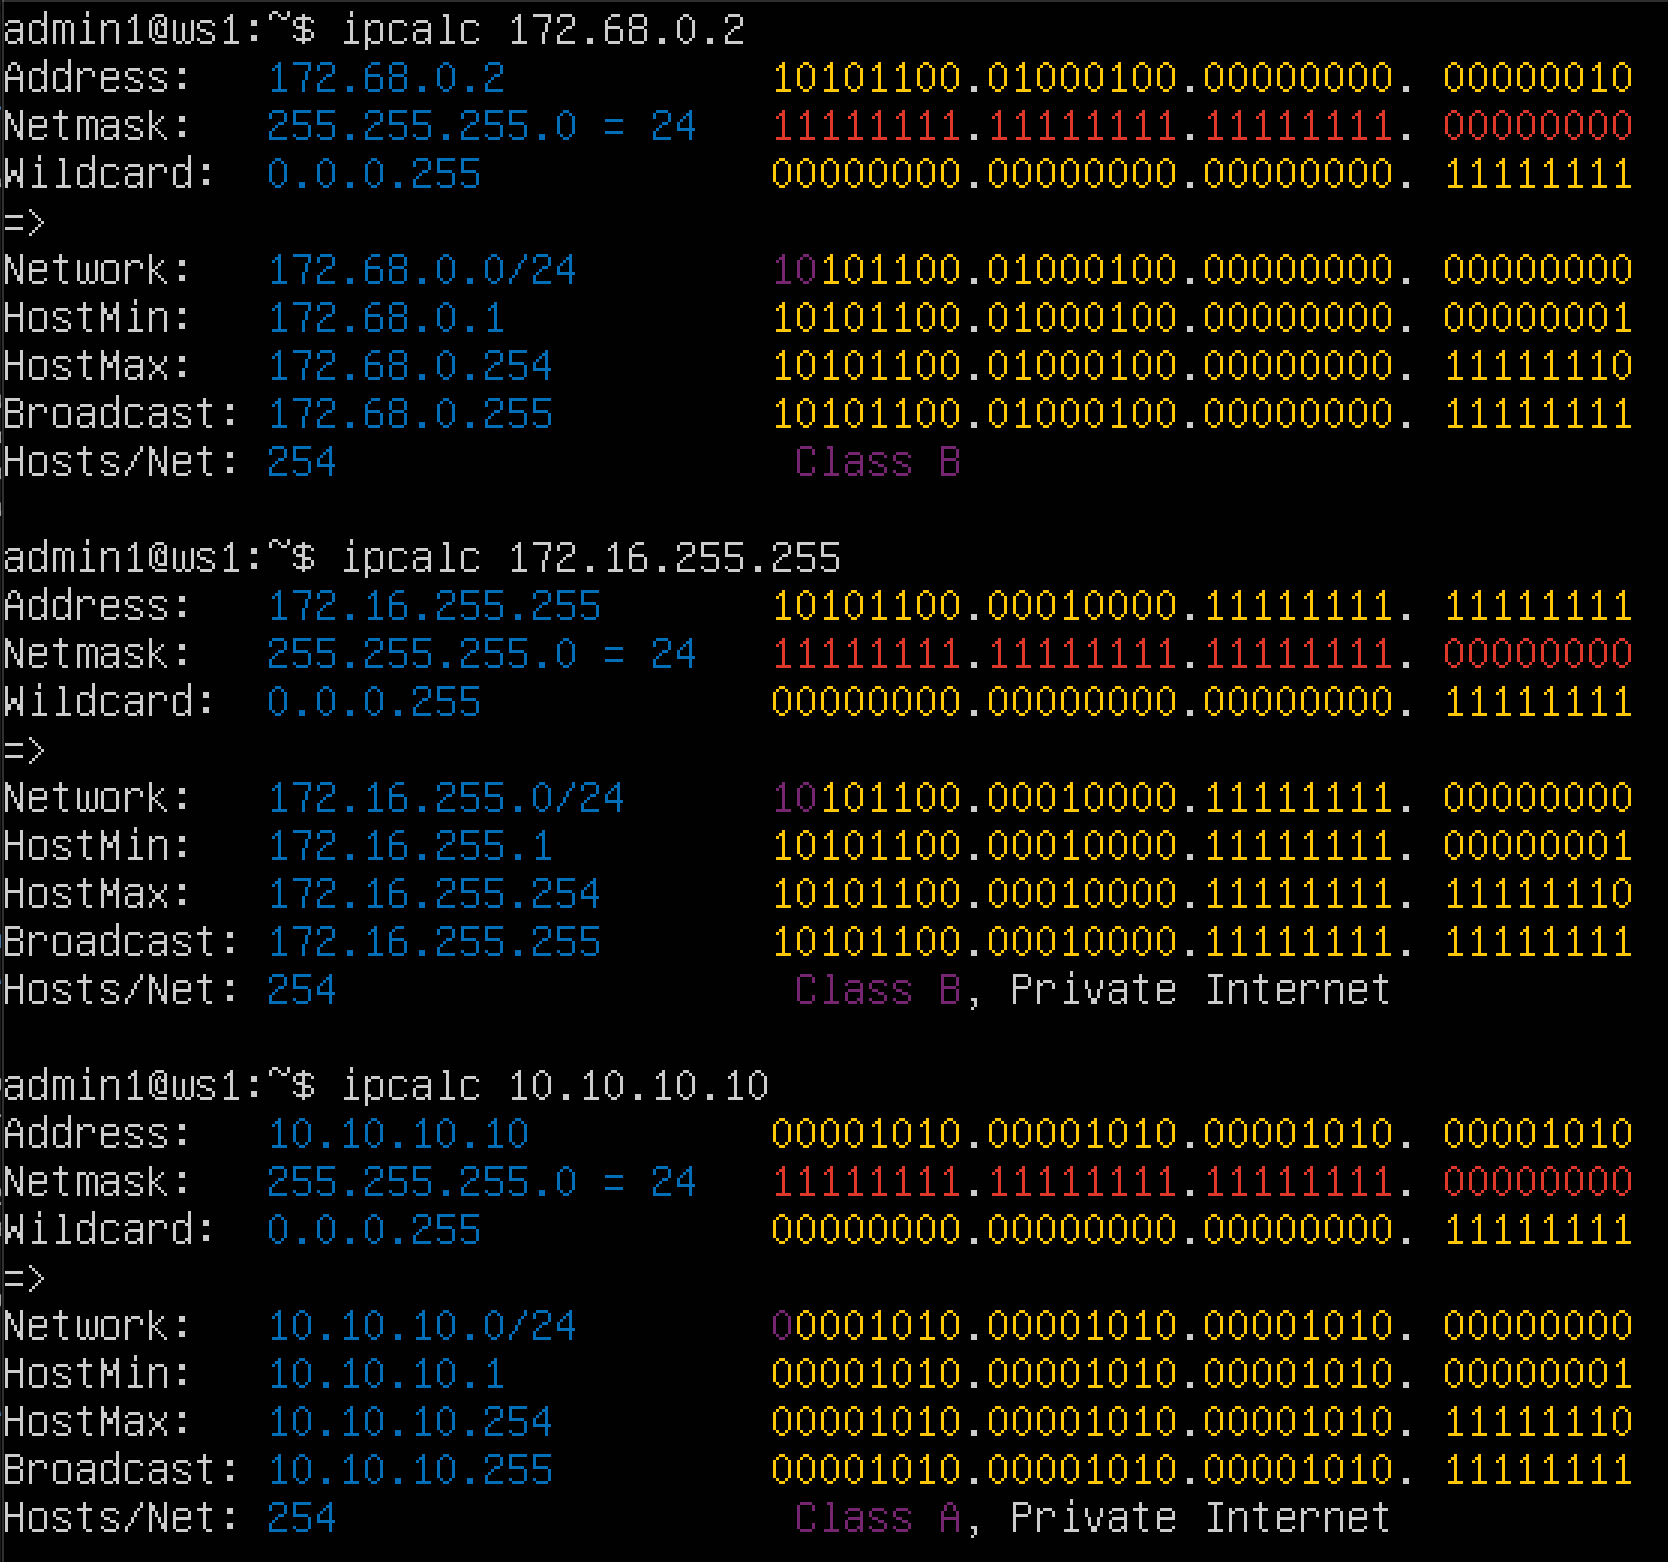 admin1@ws1:~$ ipcalc 172.68.0.2
Address:   172.68.0.2           10101100.01000100.00000000. 00000010
Netmask:   255.255.255.0 = 24   11111111.11111111.11111111. 00000000
Wildcard:  0.0.0.255            00000000.00000000.00000000. 11111111
=>
Network:   172.68.0.0/24        10101100.01000100.00000000. 00000000
HostMin:   172.68.0.1           10101100.01000100.00000000. 00000001
HostMax:   172.68.0.254         10101100.01000100.00000000. 11111110
Broadcast: 172.68.0.255         10101100.01000100.00000000. 11111111
Hosts/Net: 254                   Class B
admin1@ws1:~$ ipcalc 172.16.255.255
Address:   172.16.255.255       10101100.00010000.11111111. 11111111
Netmask:   255.255.255.0 = 24   11111111.11111111.11111111. 00000000
Wildcard:  0.0.0.255            00000000.00000000.00000000. 11111111
=>
Network:   172.16.255.0/24      10101100.00010000.11111111. 00000000
HostMin:   172.16.255.1         10101100.00010000.11111111. 00000001
HostMax:   172.16.255.254       10101100.00010000.11111111. 11111110
Broadcast: 172.16.255.255       10101100.00010000.11111111. 11111111
Hosts/Net: 254                   Class B, Private Internet
admin1@ws1:~$ ipcalc 10.10.10.10
Address:   10.10.10.10          00001010.00001010.00001010. 00001010
Netmask:   255.255.255.0 = 24   11111111.11111111.11111111. 00000000
Wildcard:  0.0.0.255            00000000.00000000.00000000. 11111111
=>
Network:   10.10.10.0/24        00001010.00001010.00001010. 00000000
HostMin:   10.10.10.1           00001010.00001010.00001010. 00000001
HostMax:   10.10.10.254         00001010.00001010.00001010. 11111110
Broadcast: 10.10.10.255         00001010.00001010.00001010. 11111111
Hosts/Net: 254                   Class A, Private Internet